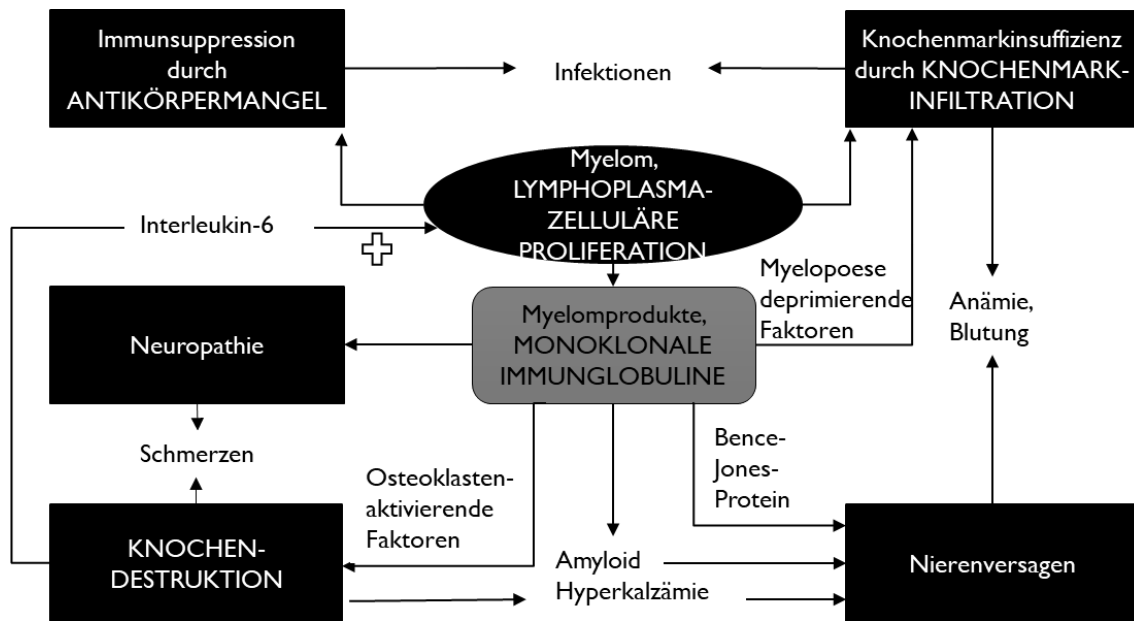 Immunsuppression
durch
ANTIKÖRPERMANGEL
Infektionen
Knochenmarkinsuffizienz
durch KNOCHENMARK-
INFILTRATION
Myelom,
LYMPHOPLASMA-
ZELLULÄRE
PROLIFERATION
Interleukin-6
Neuropathie
Myelomprodukte,
MONOKLONALE
IMMUNGLOBULINE
Myelopoese
deprimierende
Faktoren
Anämie,
Blutung
Schmerzen
Osteoklasten-
aktivierende
Faktoren
Bence-
Jones-
Protein
KNOCHEN-
DESTRUKTION
Amyloid
Hyperkalzämie
Nierenversagen